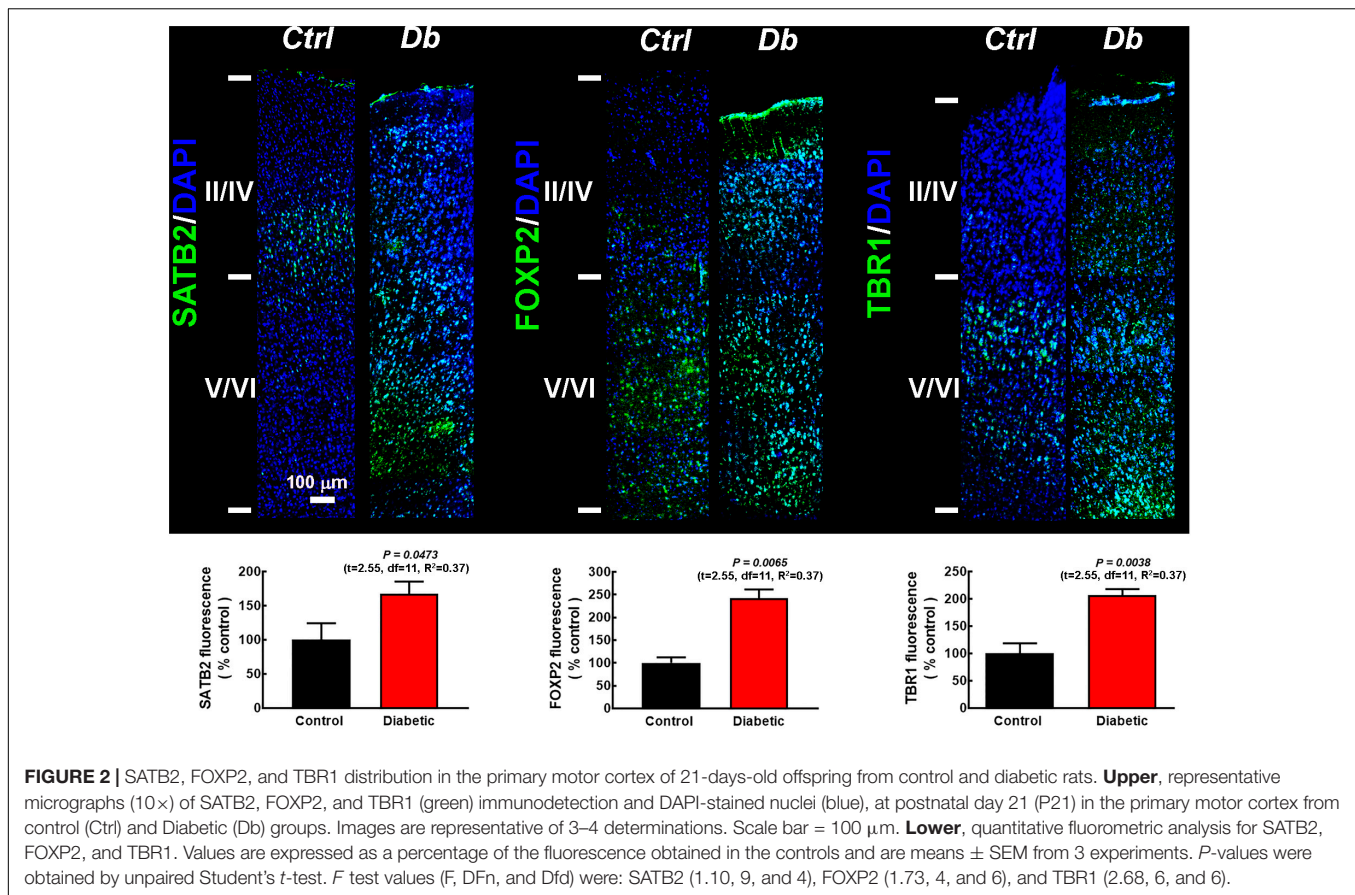 Ctrl Db Ctrl Db Ctrl Db
SATB2/DAPI
II/IV
V/VI
100 µm
FOXP2/DAPI
II/IV
V/VI
TBR1/DAPI
II/IV
V/VI
SATB2 fluorescence
( % control )
200
150
100
50
0
P = 0.0473
(t=2.55, df=11, R²=0.37)
Control Diabetic
FOXP2 fluorescence
( % control )
300
250
200
150
100
50
0
P = 0.0065
(t=2.55, df=11, R²=0.37)
Control Diabetic
TBR1 fluorescence
( % control )
250
200
150
100
50
0
P = 0.0038
(t=2.55, df=11, R²=0.37)
Control Diabetic
FIGURE 2 | SATB2, FOXP2, and TBR1 distribution in the primary motor cortex of 21-days-old offspring from control and diabetic rats. Upper, representative
micrographs (10×) of SATB2, FOXP2, and TBR1 (green) immunodetection and DAPI-stained nuclei (blue), at postnatal day 21 (P21) in the primary motor cortex from
control (Ctrl) and Diabetic (Db) groups. Images are representative of 3–4 determinations. Scale bar = 100 µm. Lower, quantitative fluorometric analysis for SATB2,
FOXP2, and TBR1. Values are expressed as a percentage of the fluorescence obtained in the controls and are means ± SEM from 3 experiments. P-values were
obtained by unpaired Student's t-test. F test values (F, DFn, and Dfd) were: SATB2 (1.10, 9, and 4), FOXP2 (1.73, 4, and 6), and TBR1 (2.68, 6, and 6).